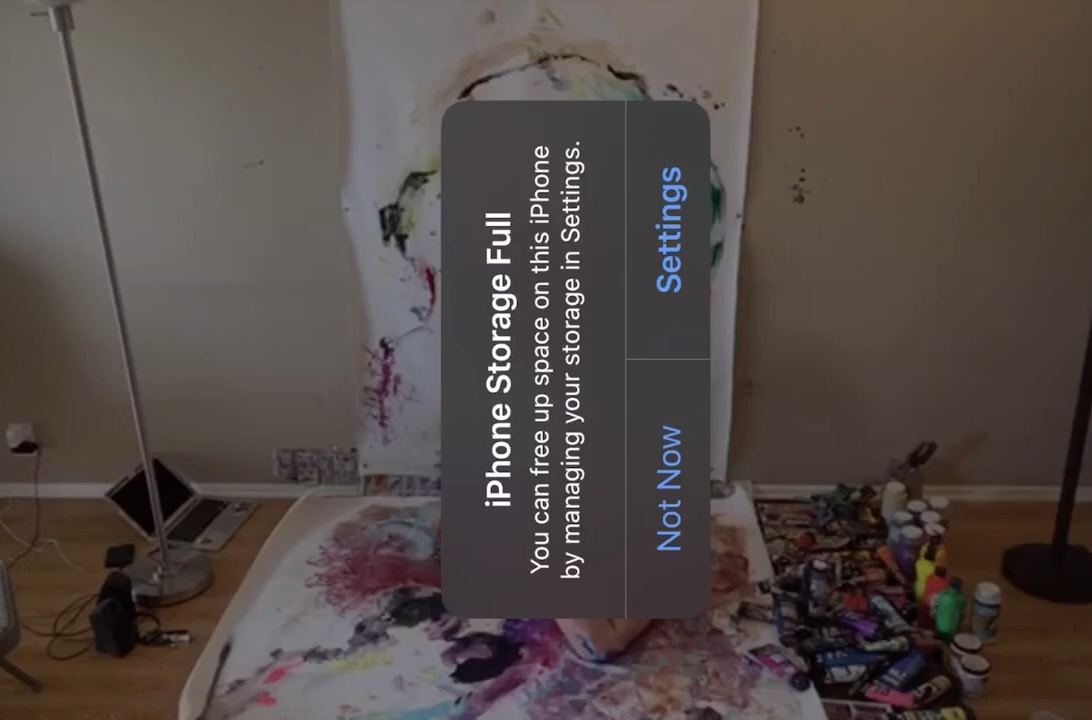 iPhone Storage Full
You can free up space on this iPhone
by managing your storage in Settings.
Not Now
Settings